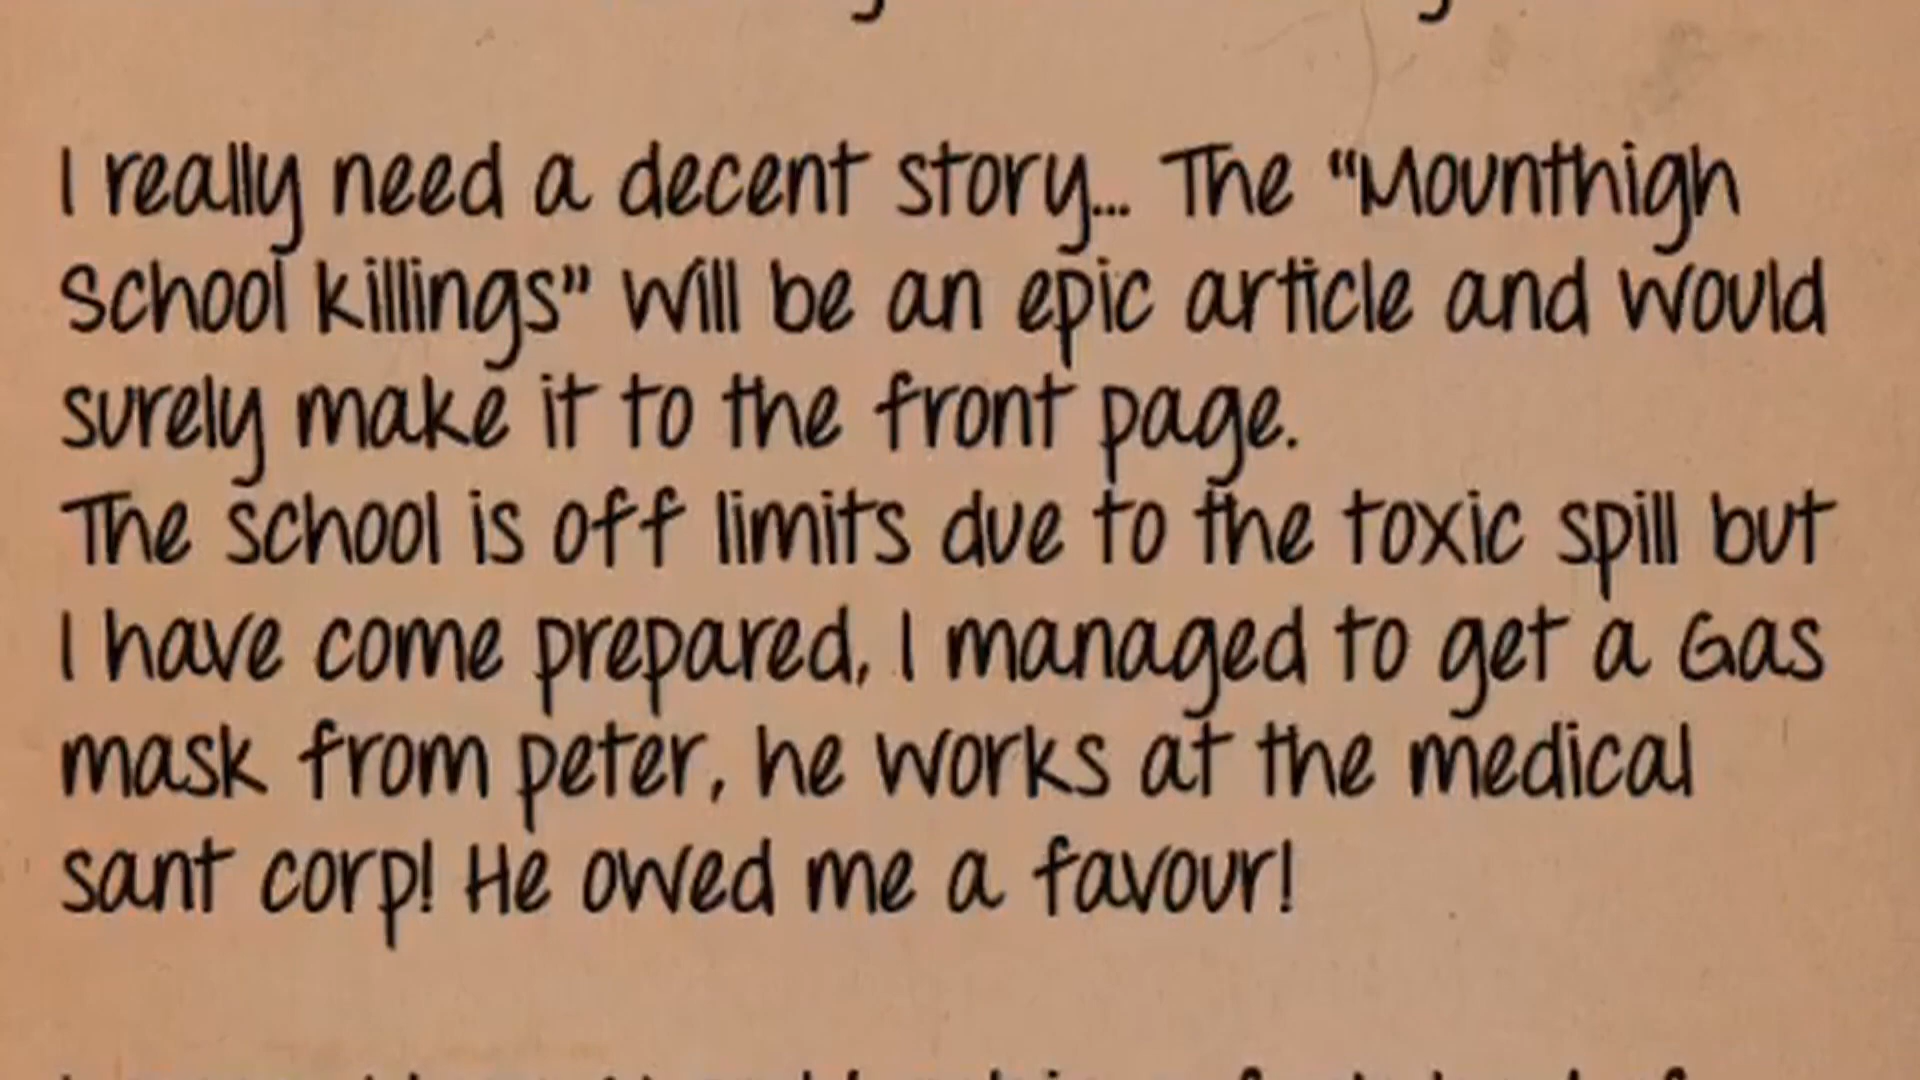 I really need a decent story... The “Mounthigh
School killings” will be an epic article and would
surely make it to the front page.
The school is off limits due to the toxic spill but
I have come prepared, I managed to get a Gas
mask from peter, he works at the medical
sant corp! He owed me a favour!